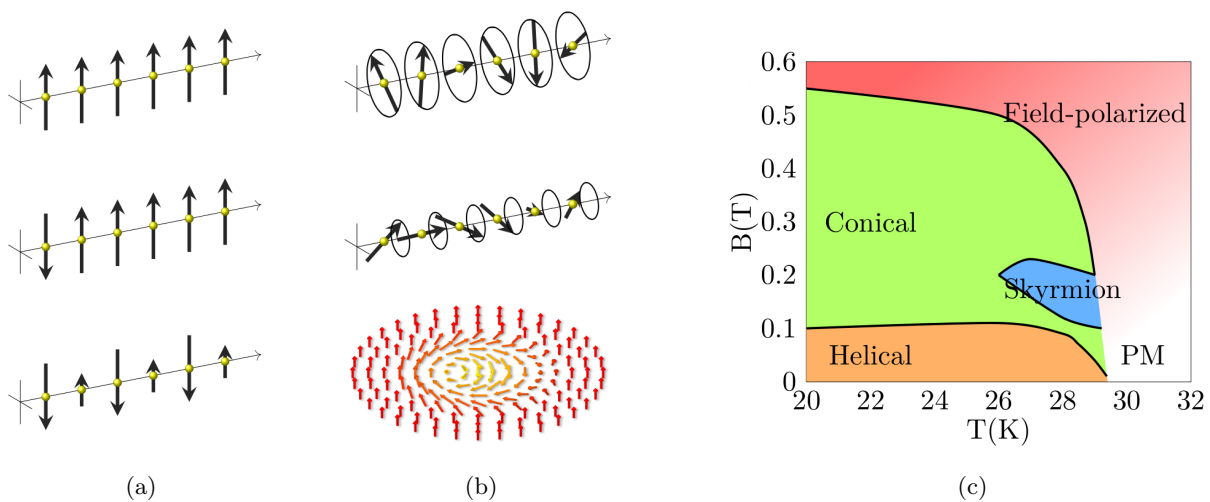 0.6
0.5
0.4
0.3
0.2
0.1
0
B(T)
Field-polarized
Conical
Skyrmion
Helical
PM
20 22 24 26 28 30 32
T(K)
(a) (b) (c)